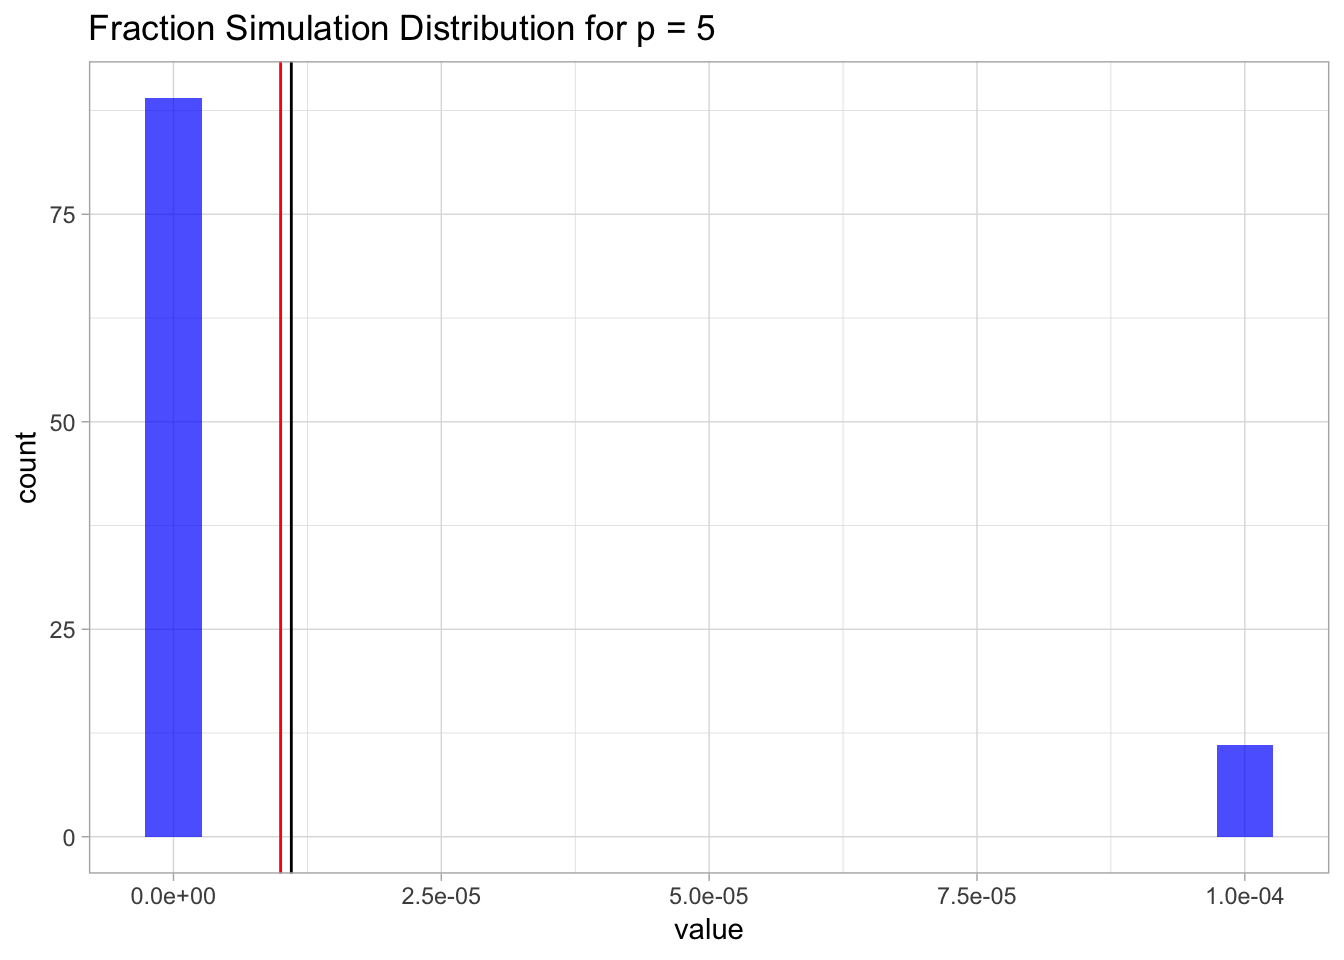 Fraction Simulation Distribution for p = 5
count
75
50
25
0
0.0e+00 2.5e-05 5.0e-05 7.5e-05 1.0e-04
value